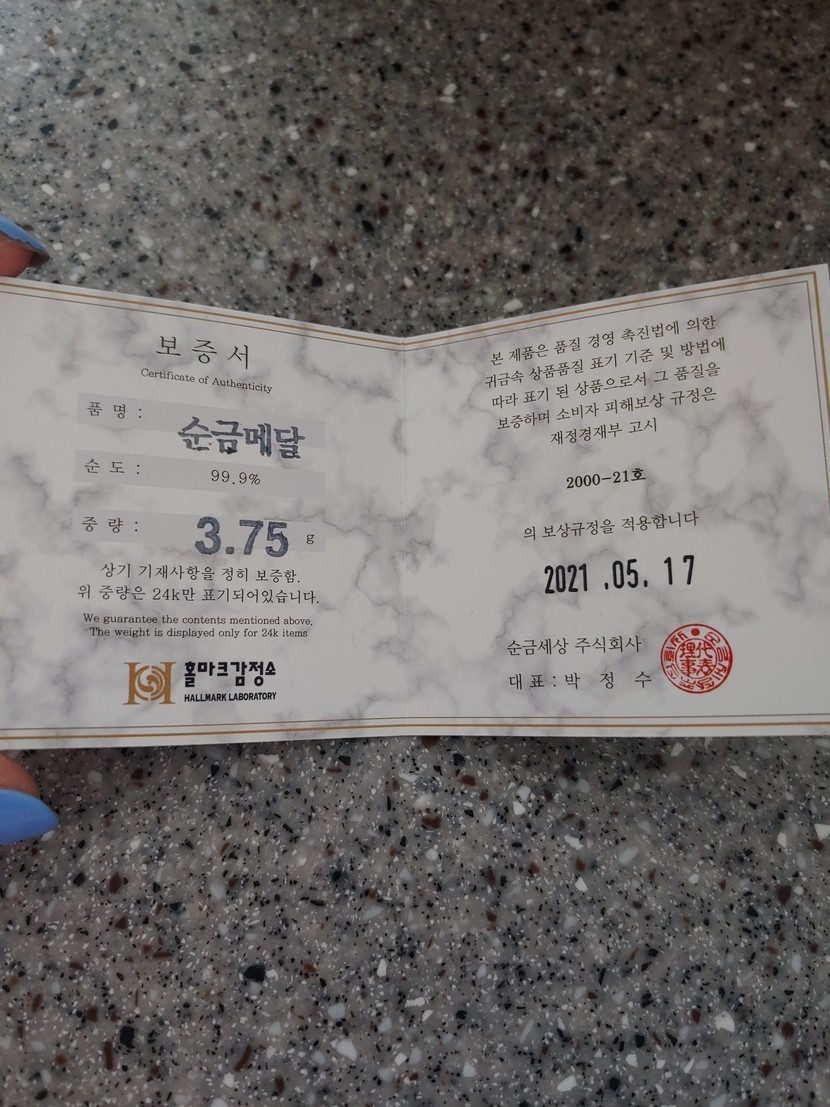 보증서
Certificate of Authenticity
품 명 : 순금메달
순 도 : 99.9%
중 량 : 3.75 g
상기 기재사항을 정히 보증함.
위 중량은 24k만 표기되어있습니다.
We guarantee the contents mentioned above.
The weight is displayed only for 24k items
홀마크감정소
HALLMARK LABORATORY
본 제품은 품질 경영 촉진법에 의한
귀금속 상품품질 표기 기준 및 방법에
따라 표기 된 상품으로서 그 품질을
보증하며 소비자 피해보상 규정은
재정경재부 고시
2000-21호
의 보상규정을 적용합니다
2021 .05. 17
순금세상 주식회사
대 표 : 박 정 수